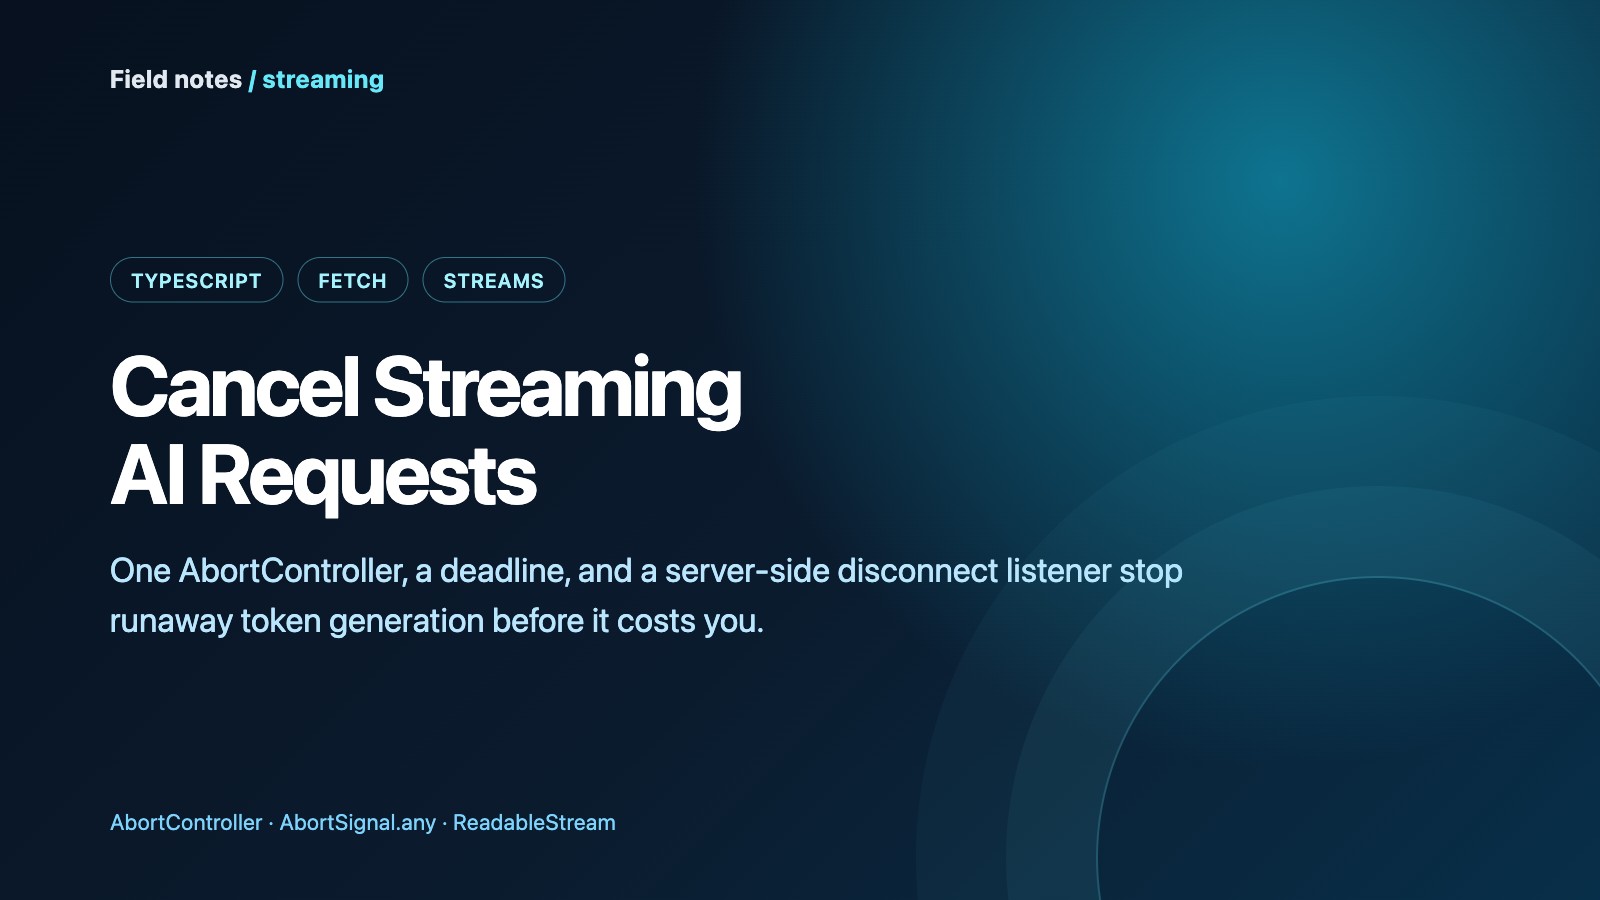 Field notes / streaming
TYPESCRIPT
FETCH
STREAMS
Cancel Streaming
AI Requests
One AbortController, a deadline, and a server-side disconnect listener stop
runaway token generation before it costs you.
AbortController · AbortSignal.any · ReadableStream